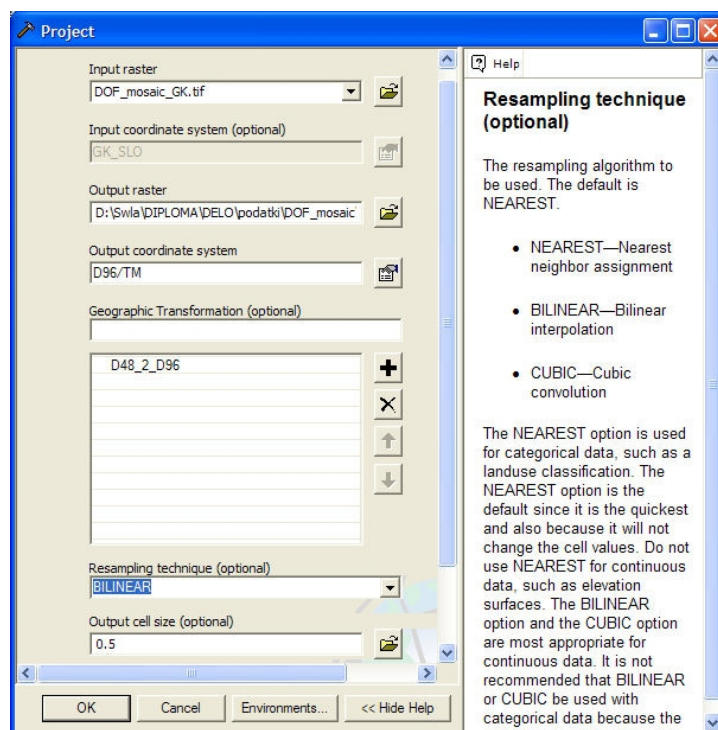 Project
Input raster
DOF_mosaic_GK.tif
Input coordinate system (optional)
GK_SLO
Output raster
D:\Swla\DIPLOMA\DELO\podatki\DOF_mosaic
Output coordinate system
D96/TM
Geographic Transformation (optional)
D48_2_D96
Resampling technique (optional)
BILINEAR
Output cell size (optional)
0.5
OK
Cancel
Environments...
<< Hide Help
Help
Resampling technique
(optional)
The resampling algorithm to
be used. The default is
NEAREST.
• NEAREST—Nearest
neighbor assignment
• BILINEAR—Bilinear
interpolation
• CUBIC—Cubic
convolution
The NEAREST option is used
for categorical data, such as a
landuse classification. The
NEAREST option is the
default since it is the quickest
and also because it will not
change the cell values. Do not
use NEAREST for continuous
data, such as elevation
surfaces. The BILINEAR
option and the CUBIC option
are most appropriate for
continuous data. It is not
recommended that BILINEAR
or CUBIC be used with
categorical data because the